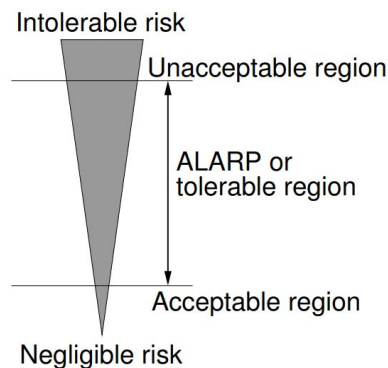 Intolerable risk
Unacceptable region
ALARP or
tolerable region
Acceptable region
Negligible risk